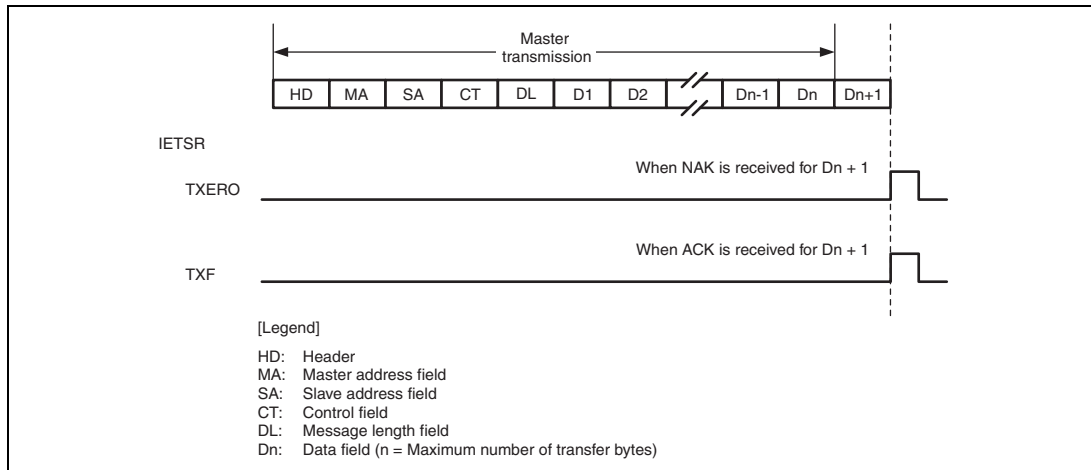 Master
transmission
HD MA SA CT DL D1 D2 Dn-1 Dn Dn+1
IETSR
When NAK is received for Dn + 1
TXERO
When ACK is received for Dn + 1
TXF
[Legend]
HD: Header
MA: Master address field
SA: Slave address field
CT: Control field
DL: Message length field
Dn: Data field (n = Maximum number of transfer bytes)